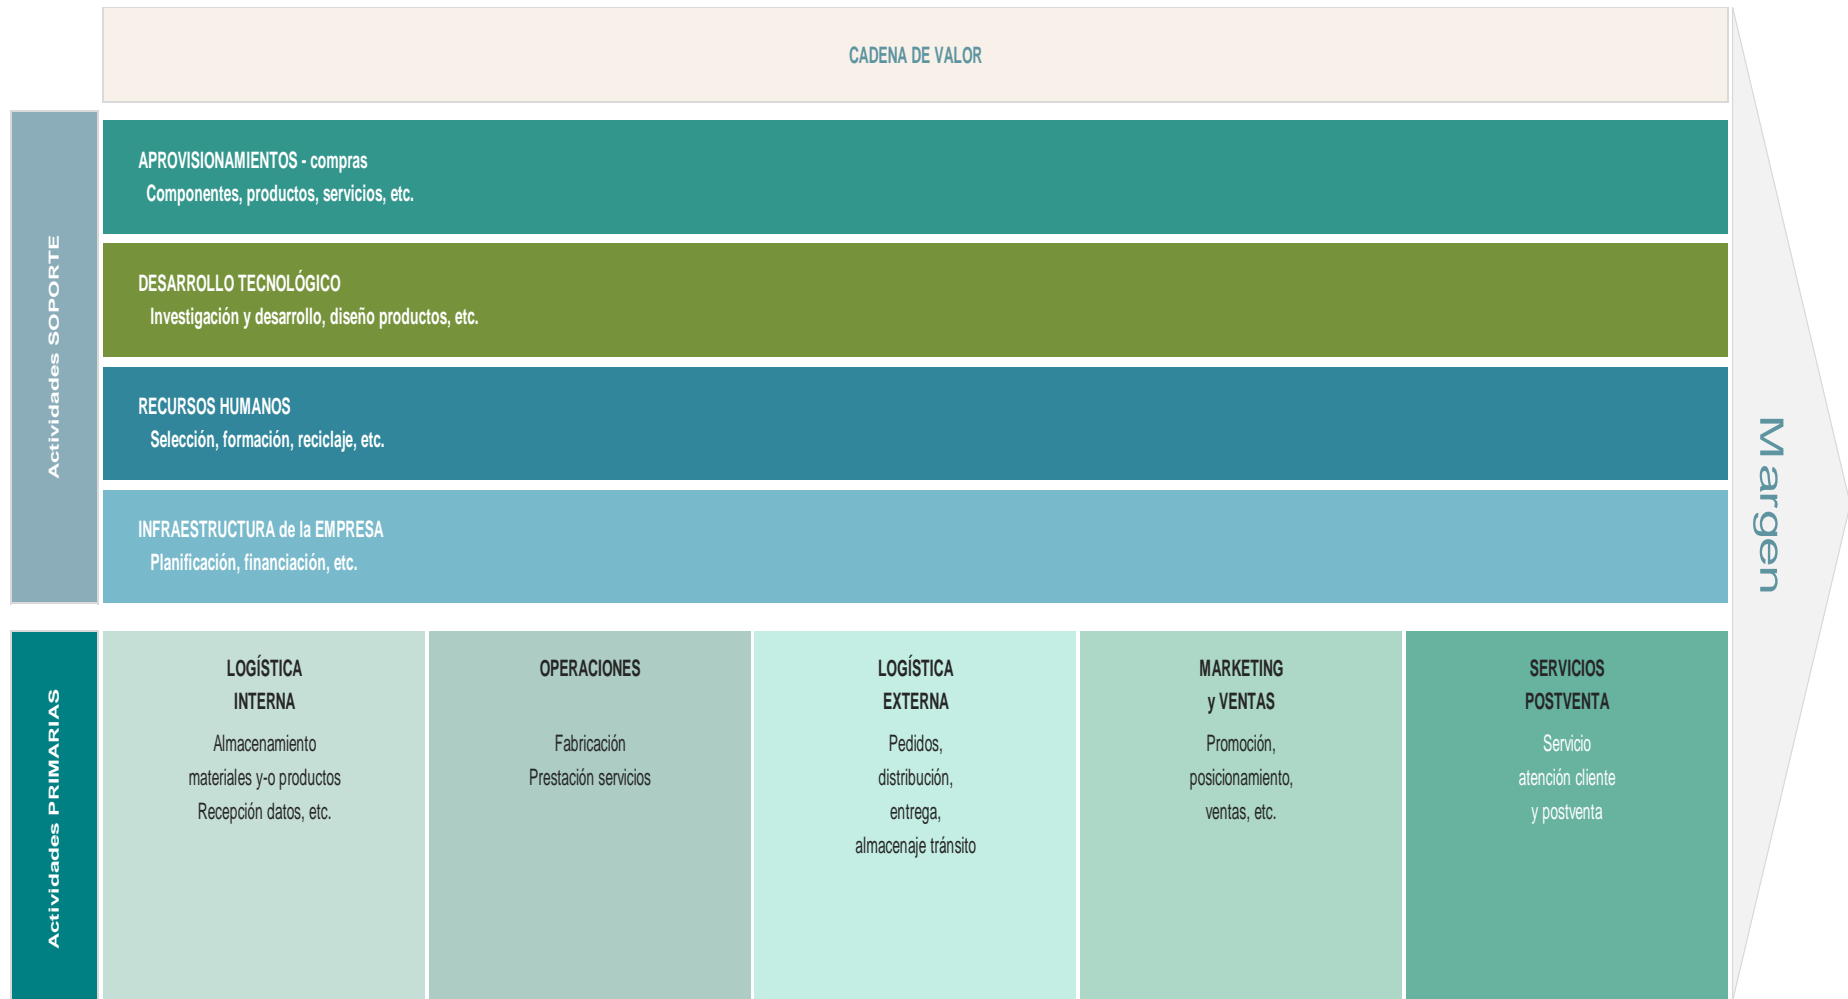 CADENA DE VALOR
Actividades SOPORTE
APROVISIONAMIENTOS - compras
Componentes, productos, servicios, etc.
DESARROLLO TECNOLÓGICO
Investigación y desarrollo, diseño productos, etc.
RECURSOS HUMANOS
Selección, formación, reciclaje, etc.
INFRAESTRUCTURA de la EMPRESA
Planificación, financiación, etc.
Margen
Actividades PRIMARIAS
LOGÍSTICA
INTERNA
Almacenamiento
materiales y-o productos
Recepción datos, etc.
OPERACIONES
Fabricación
Prestación servicios
LOGÍSTICA
EXTERNA
Pedidos,
distribución,
entrega,
almacenaje tránsito
MARKETING
y VENTAS
Promoción,
posicionamiento,
ventas, etc.
SERVICIOS
POSTVENTA
Servicio
atención cliente
y postventa